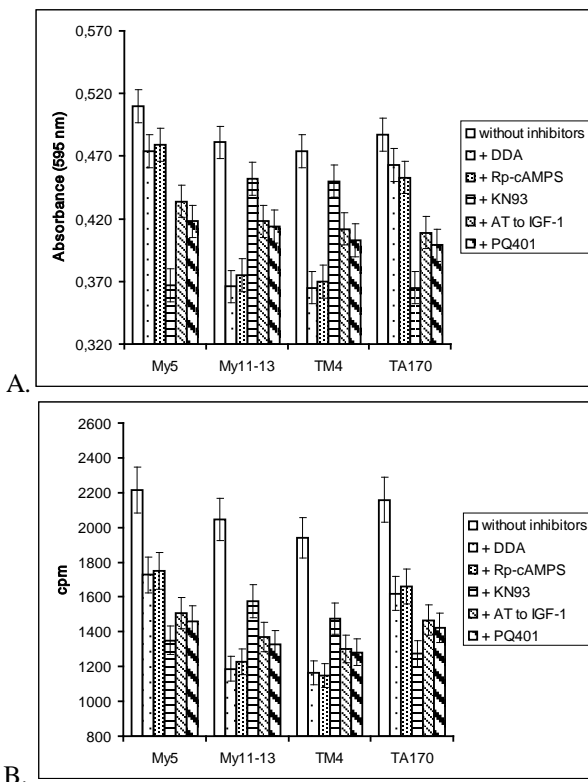 0,570
0,520
0,470
0,420
0,370
0,320
Absorbance (595 nm)
My5 My11-13 TM4 TA170
without inhibitors
+ DDA
+ Rp-cAMPS
+ KN93
+ AT to IGF-1
+ PQ401
A.
2600
2400
2200
2000
1800
1600
1400
1200
1000
800
cpm
My5 My11-13 TM4 TA170
without inhibitors
+ DDA
+ Rp-cAMPS
+ KN93
+ AT to IGF-1
+ PQ401
B.